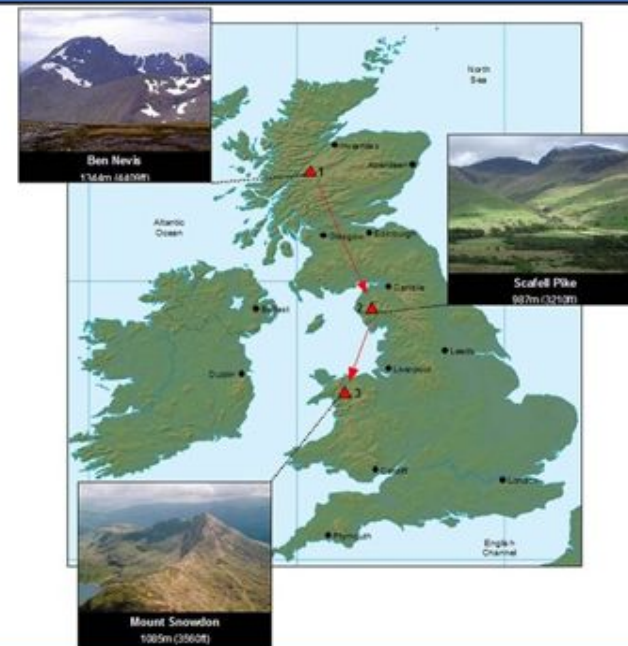 Ben Nevis
1344m (4409ft)
North
Sea
Inverness
Aberdeen
1
Atlantic
Ocean
Glasgow
Edinburgh
Scafell Pike
987m (3210ft)
Carlisle
2
Belfast
Leeds
Dublin
Liverpool
3
Cardiff
London
Plymouth
English
Channel
Mount Snowdon
1085m (3560ft)